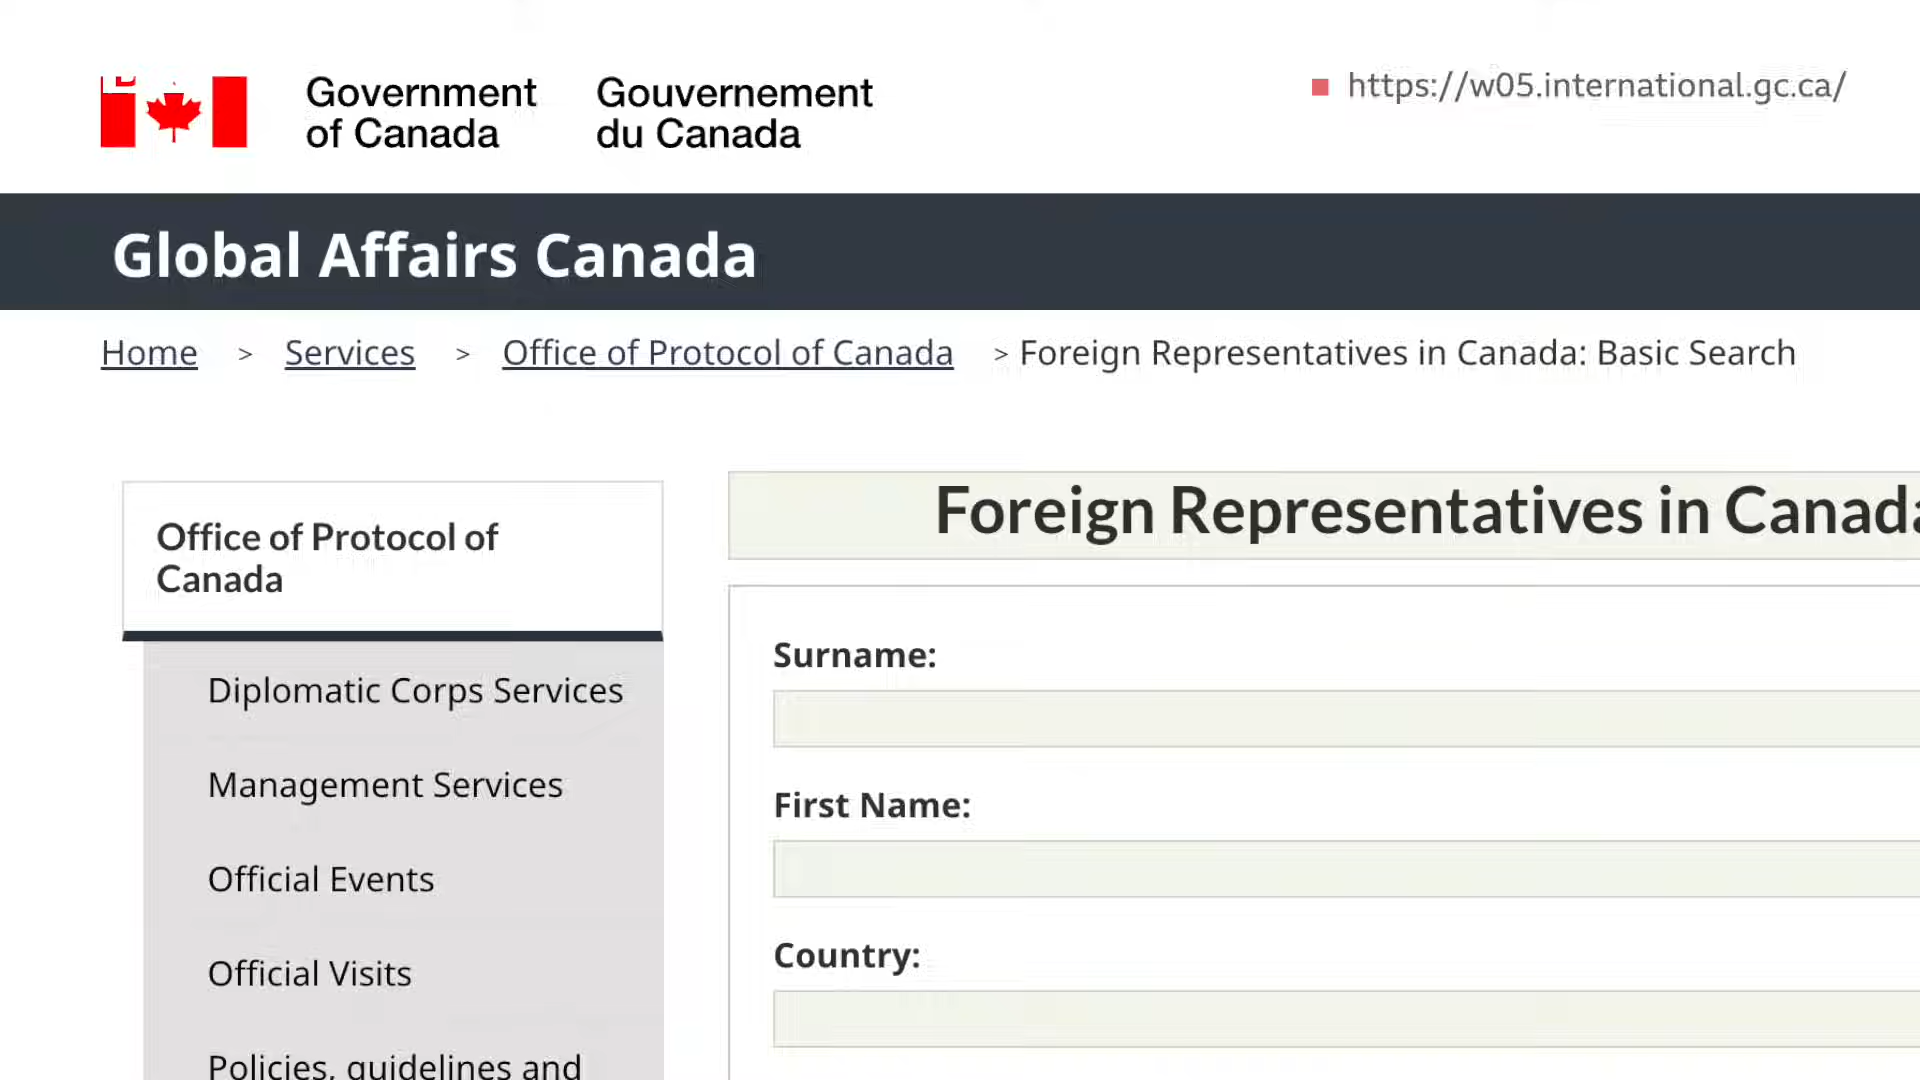 Government Gouvernement
of Canada du Canada
https://w05.international.gc.ca/
Global Affairs Canada
Home > Services > Office of Protocol of Canada > Foreign Representatives in Canada: Basic Search
Office of Protocol of
Canada
Diplomatic Corps Services
Management Services
Official Events
Official Visits
Policies, guidelines and
Foreign Representatives in Canada
Surname:
First Name:
Country: